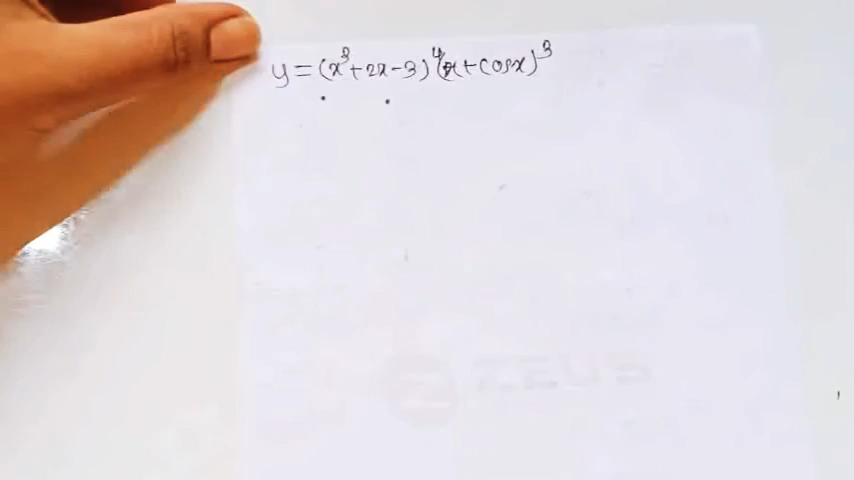 y = (x³+2x-3)⁴(x+cosx)³